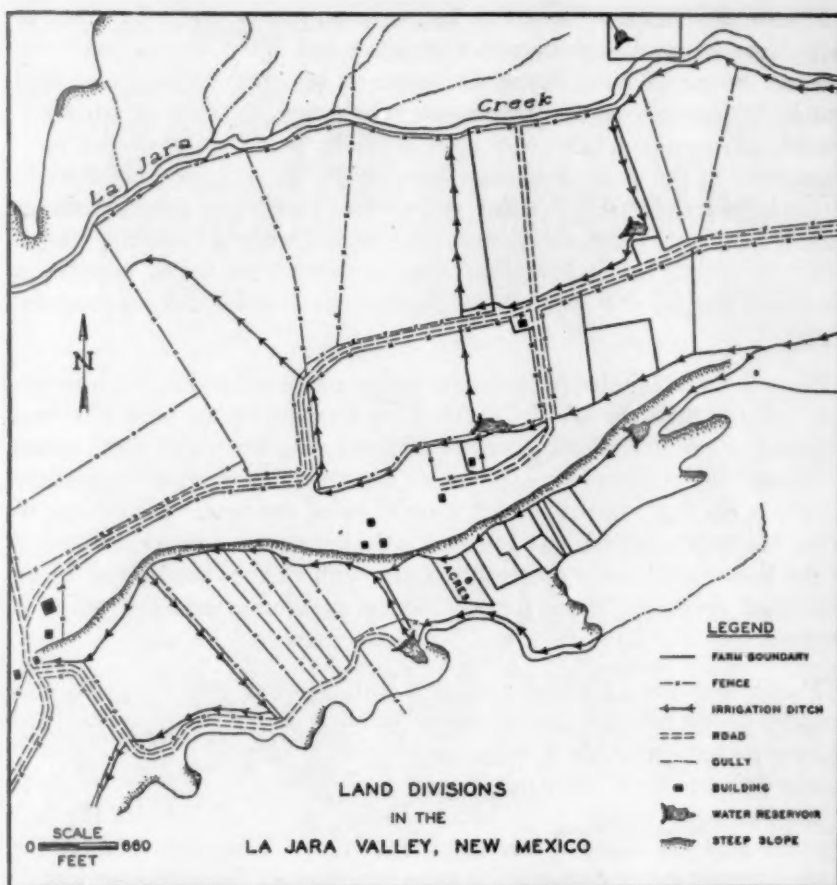 La Jara Creek
N
ACRES
LEGEND
FARM BOUNDARY
FENCE
IRRIGATION DITCH
ROAD
GULLY
BUILDING
WATER RESERVOIR
STEEP SLOPE
LAND DIVISIONS
IN THE
LA JARA VALLEY, NEW MEXICO
SCALE
0 660
FEET